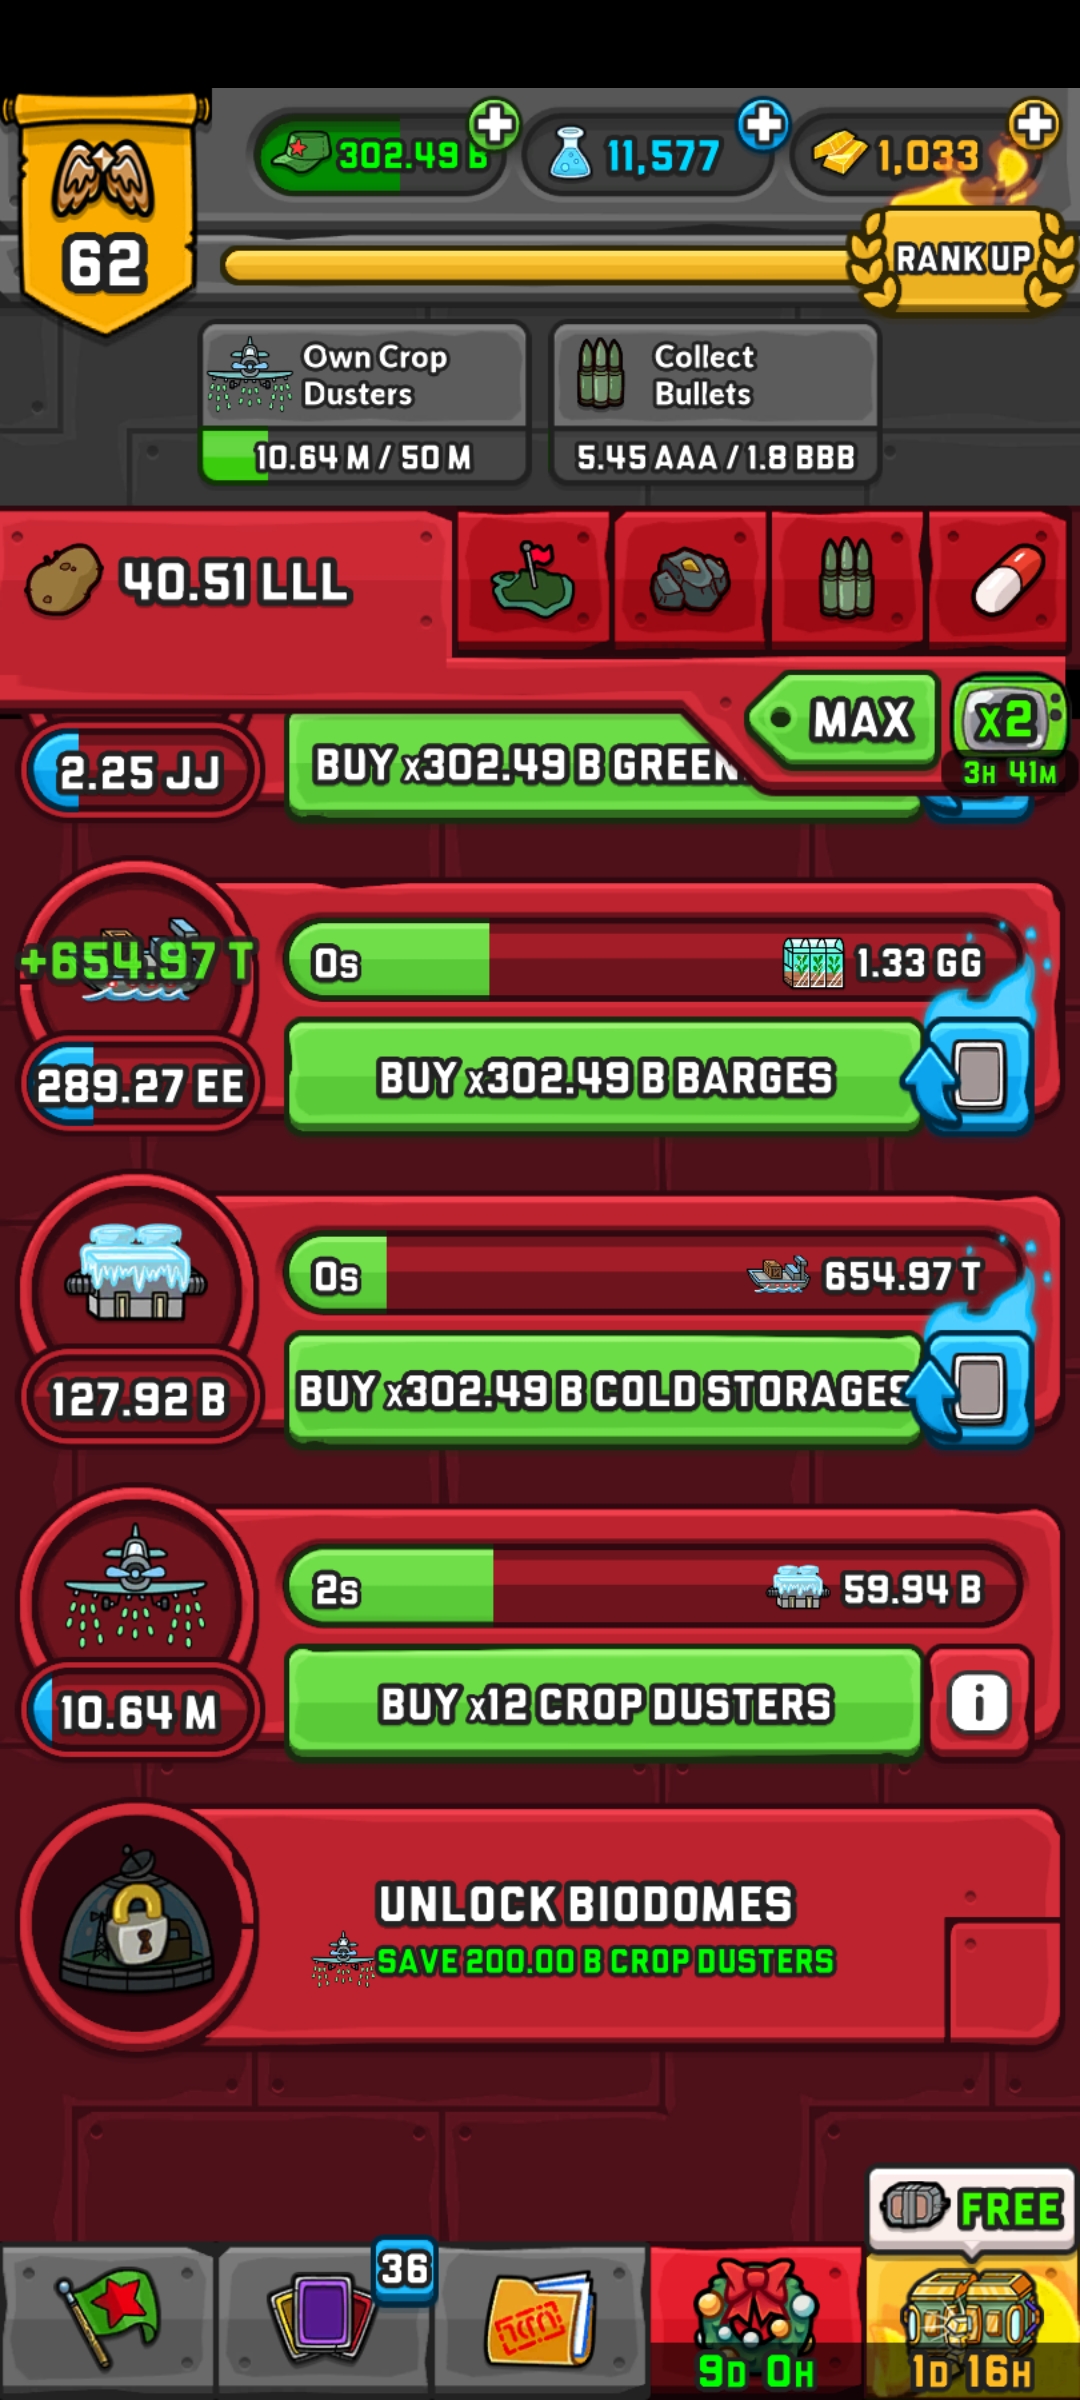 302.49 B
11,577
1,033
62
RANK UP
Own Crop
Dusters
Collect
Bullets
10.64 M / 50 M
5.45 AAA / 1.8 BBB
40.51 LLL
MAX
x2
3H 41M
2.25 JJ
BUY x302.49 B GREEN
+654.97 T
0s
1.33 GG
289.27 EE
BUY x302.49 B BARGES
0s
654.97 T
127.92 B
BUY x302.49 B COLD STORAGES
2s
59.94 B
10.64 M
BUY x12 CROP DUSTERS
i
UNLOCK BIODOMES
SAVE 200.00 B CROP DUSTERS
FREE
36
9D 0H
1D 16H